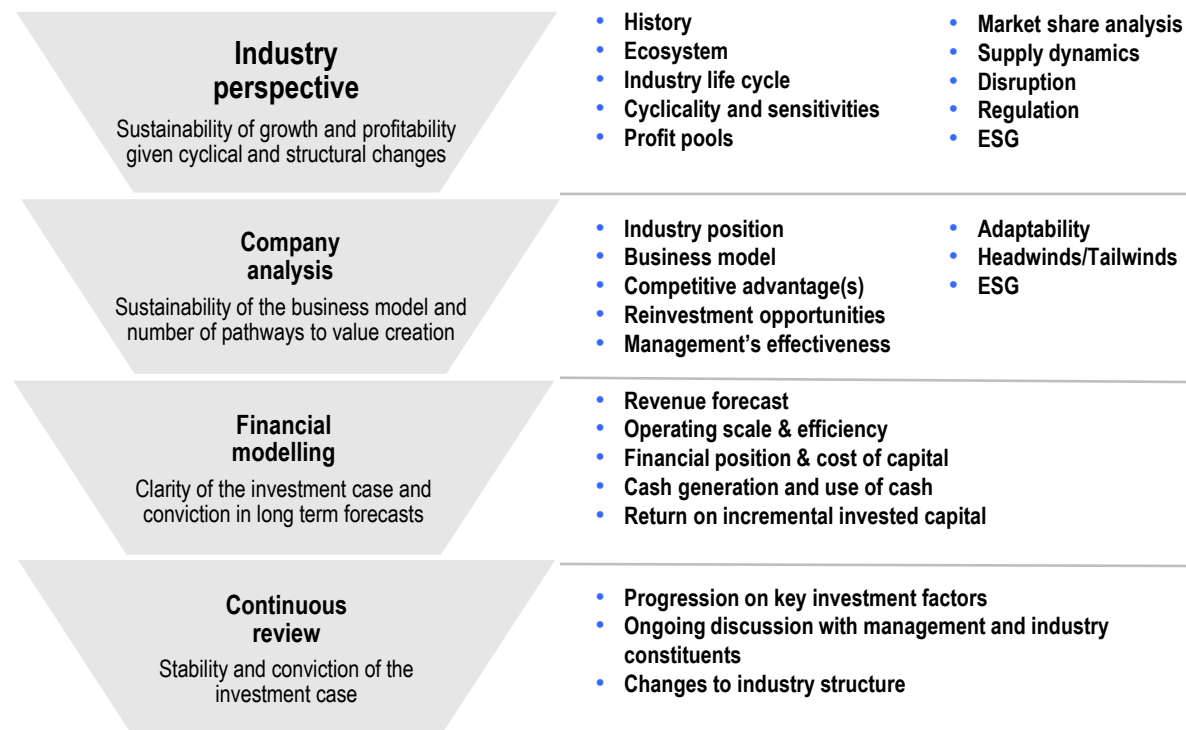 Industry
perspective
Sustainability of growth and profitability
given cyclical and structural changes
• History
• Ecosystem
• Industry life cycle
• Cyclicality and sensitivities
• Profit pools
• Market share analysis
• Supply dynamics
• Disruption
• Regulation
• ESG
Company
analysis
Sustainability of the business model and
number of pathways to value creation
• Industry position
• Business model
• Competitive advantage(s)
• Reinvestment opportunities
• Management’s effectiveness
• Adaptability
• Headwinds/Tailwinds
• ESG
Financial
modelling
Clarity of the investment case and
conviction in long term forecasts
• Revenue forecast
• Operating scale & efficiency
• Financial position & cost of capital
• Cash generation and use of cash
• Return on incremental invested capital
Continuous
review
Stability and conviction of the
investment case
• Progression on key investment factors
• Ongoing discussion with management and industry
constituents
• Changes to industry structure